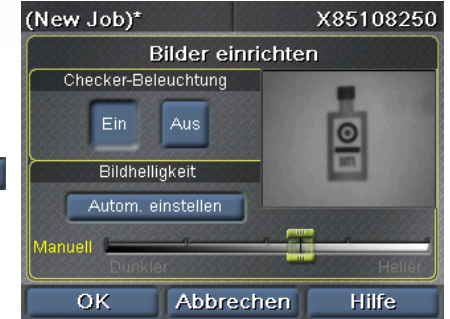 (New Job)* X85108250
Bilder einrichten
Checker-Beleuchtung
Ein Aus
Bildhelligkeit
Autom. einstellen
Manuell
Dunkler Heller
OK Abbrechen Hilfe